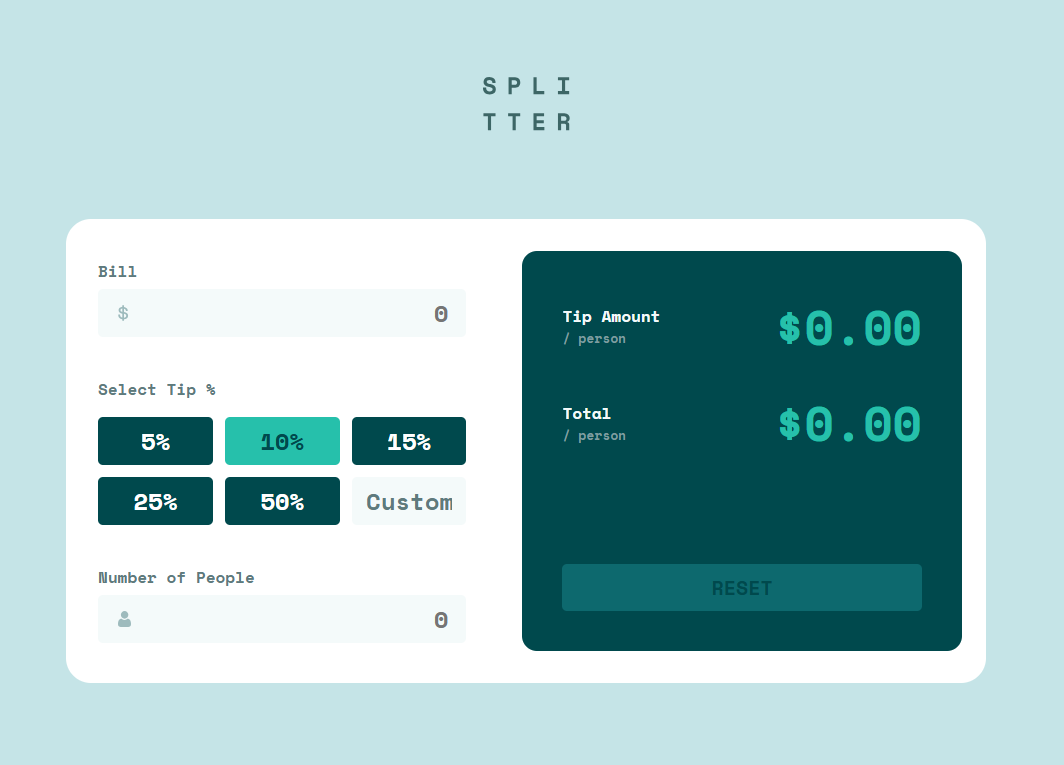 SPLI
TTER
Bill
$ 0
Select Tip %
5% 10% 15%
25% 50% Custom
Number of People
0
Tip Amount
/ person
$0.00
Total
/ person
$0.00
RESET